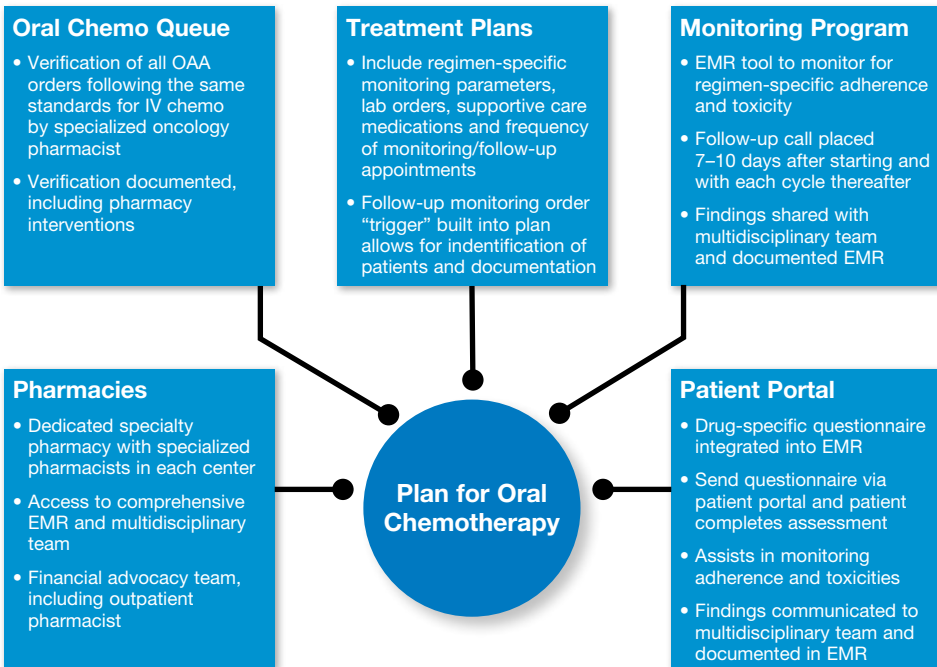 Oral Chemo Queue
• Verification of all OAA
orders following the same
standards for IV chemo
by specialized oncology
pharmacist
• Verification documented,
including pharmacy
interventions
Treatment Plans
• Include regimen-specific
monitoring parameters,
lab orders, supportive care
medications and frequency
of monitoring/follow-up
appointments
• Follow-up monitoring order
“trigger” built into plan
allows for indentification of
patients and documentation
Monitoring Program
• EMR tool to monitor for
regimen-specific adherence
and toxicity
• Follow-up call placed
7–10 days after starting and
with each cycle thereafter
• Findings shared with
multidisciplinary team
and documented EMR
Pharmacies
• Dedicated specialty
pharmacy with specialized
pharmacists in each center
• Access to comprehensive
EMR and multidisciplinary
team
• Financial advocacy team,
including outpatient
pharmacist
Plan for Oral
Chemotherapy
Patient Portal
• Drug-specific questionnaire
integrated into EMR
• Send questionnaire via
patient portal and patient
completes assessment
• Assists in monitoring
adherence and toxicities
• Findings communicated to
multidisciplinary team and
documented in EMR